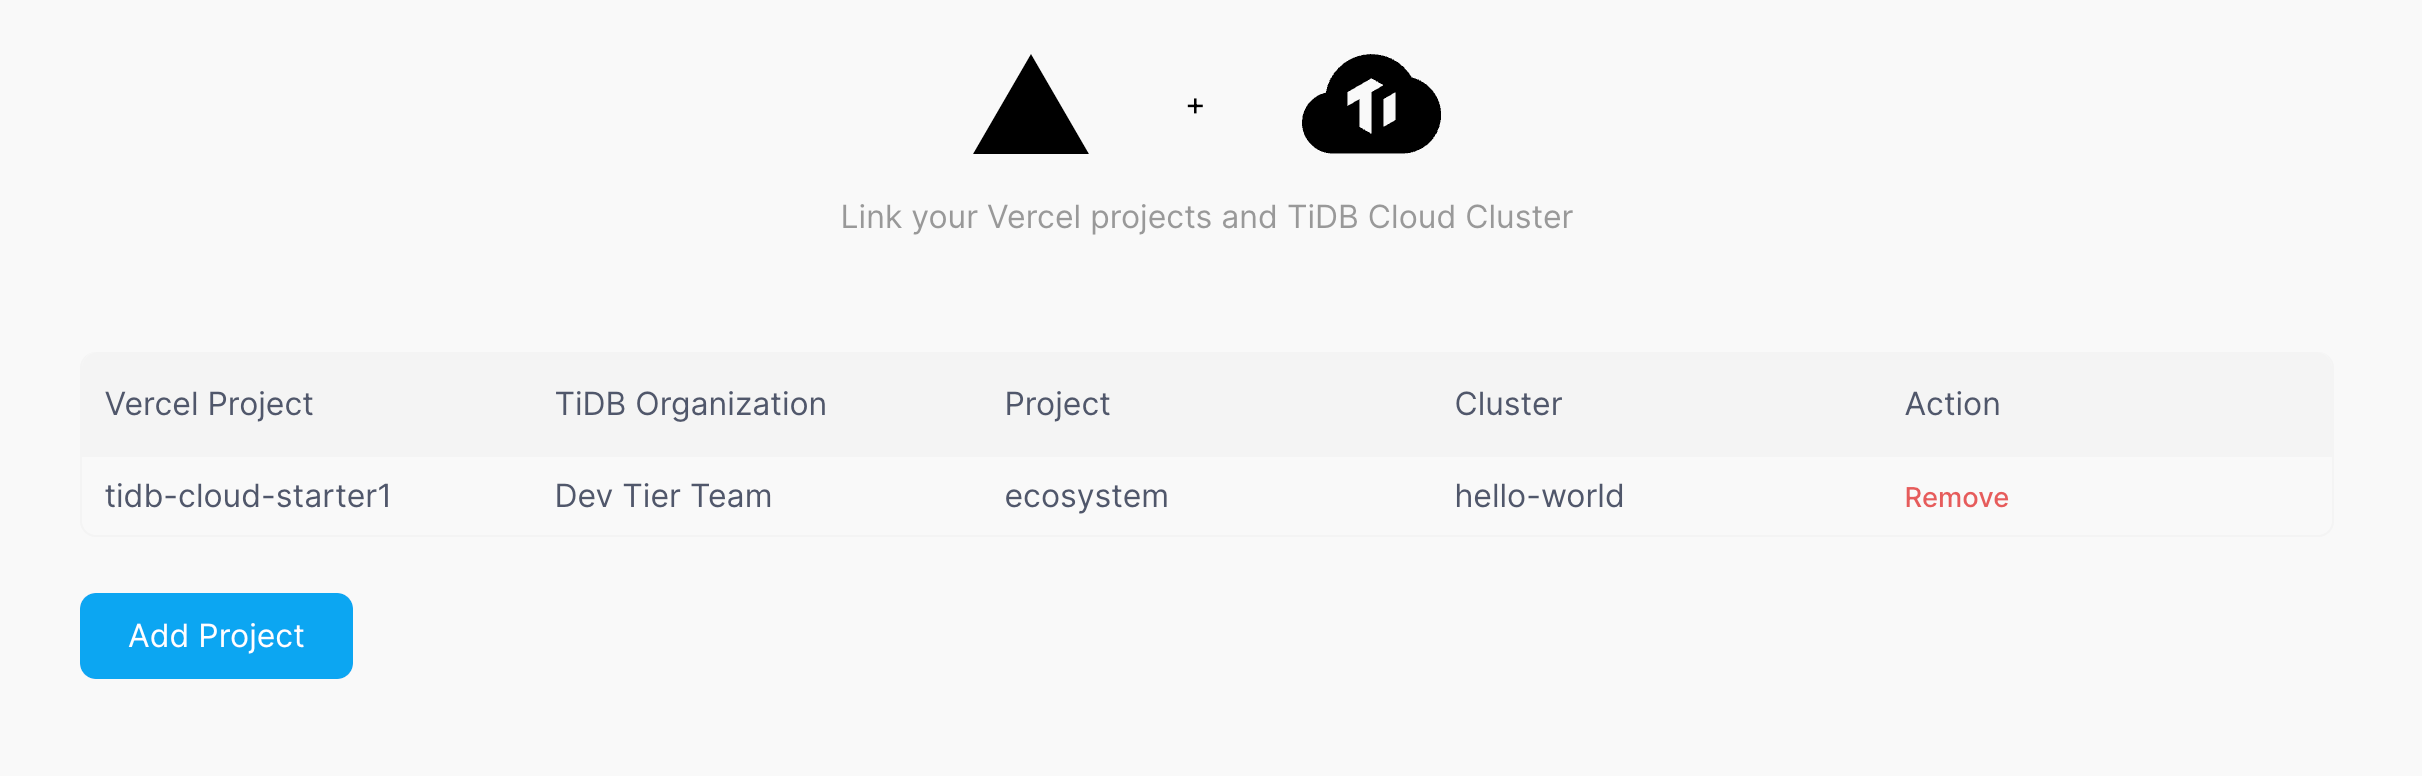 +
Ti
Link your Vercel projects and TiDB Cloud Cluster
Vercel Project TiDB Organization Project Cluster Action
tidb-cloud-starter1 Dev Tier Team ecosystem hello-world Remove
Add Project